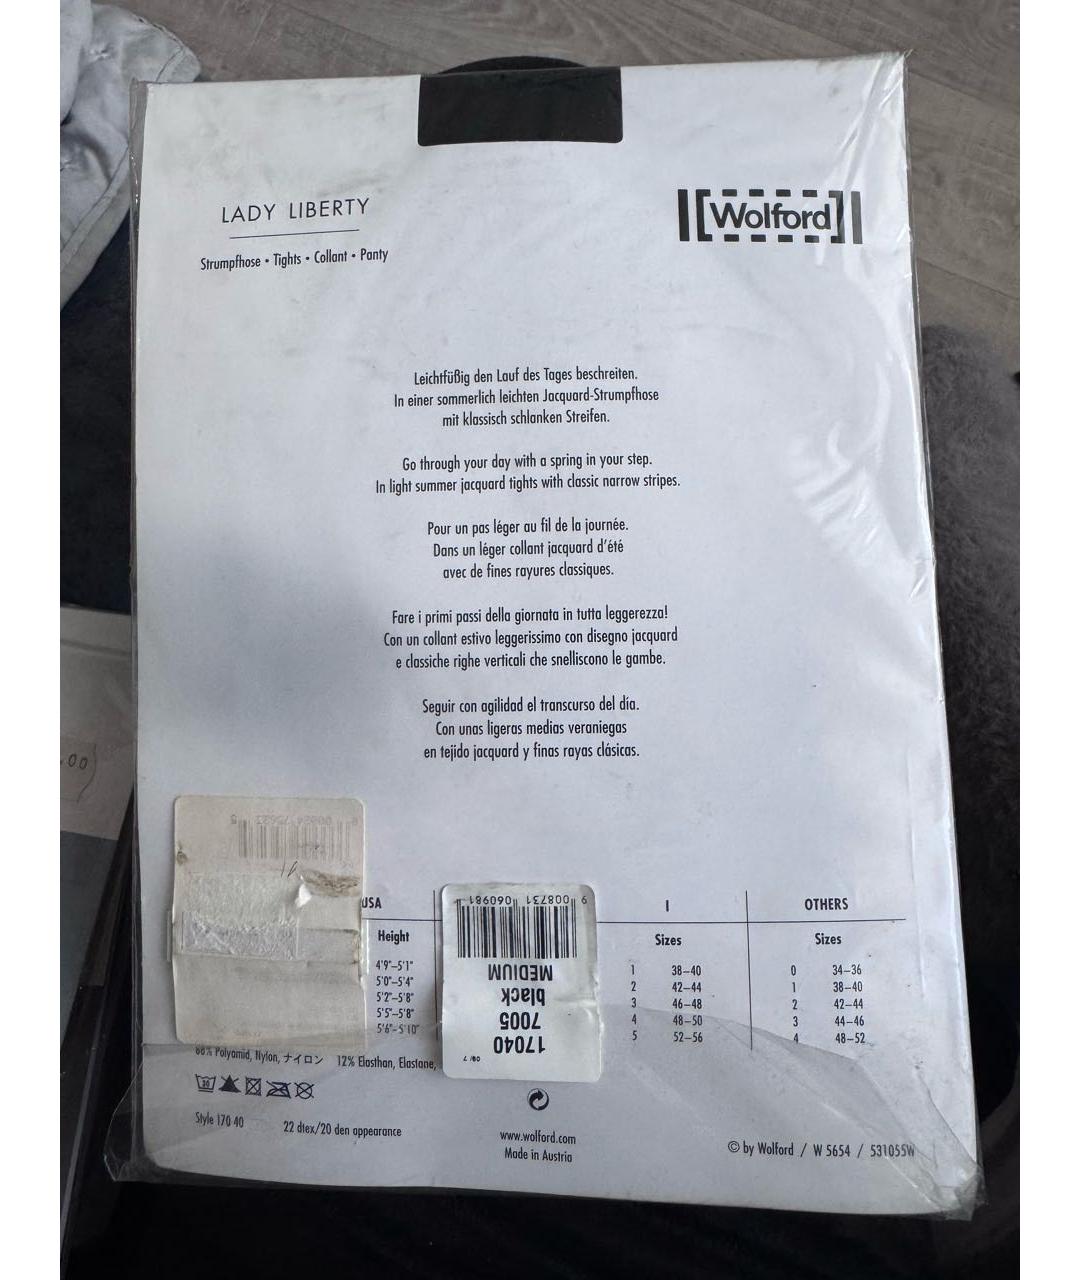 LADY LIBERTY
Wolford
Strumpfhose • Tights • Collant • Panty
Leichtfüßig den Lauf des Tages beschreiten.
In einer sommerlich leichten Jacquard-Strumpfhose
mit klassisch schlanken Streifen.
Go through your day with a spring in your step.
In light summer jacquard tights with classic narrow stripes.
Pour un pas léger au fil de la journée.
Dans un léger collant jacquard d'été
avec de fines rayures classiques.
Fare i primi passi della giornata in tutta leggerezza!
Con un collant estivo leggerissimo con disegno jacquard
e classiche righe verticali che snelliscono le gambe.
Seguir con agilidad el transcurso del día.
Con unas ligeras medias veraniegas
en tejido jacquard y finas rayas clásicas.
USA
Height
4'9"–5'1"
5'0"–5'4"
5'2"–5'8"
5'5"–5'8"
5'6"–5'10"
I
Sizes
1 38–40
2 42–44
3 46–48
4 48–50
5 52–56
OTHERS
Sizes
0 34–36
1 38–40
2 42–44
3 44–46
4 48–52
17040
7005
black
MEDIUM
9 008731 060981
Polyamid, Nylon, ナイロン 12% Elasthan, Elastane,
Style 170 40
22 dtex/20 den appearance
www.wolford.com
Made in Austria
© by Wolford / W 5654 / 531055W